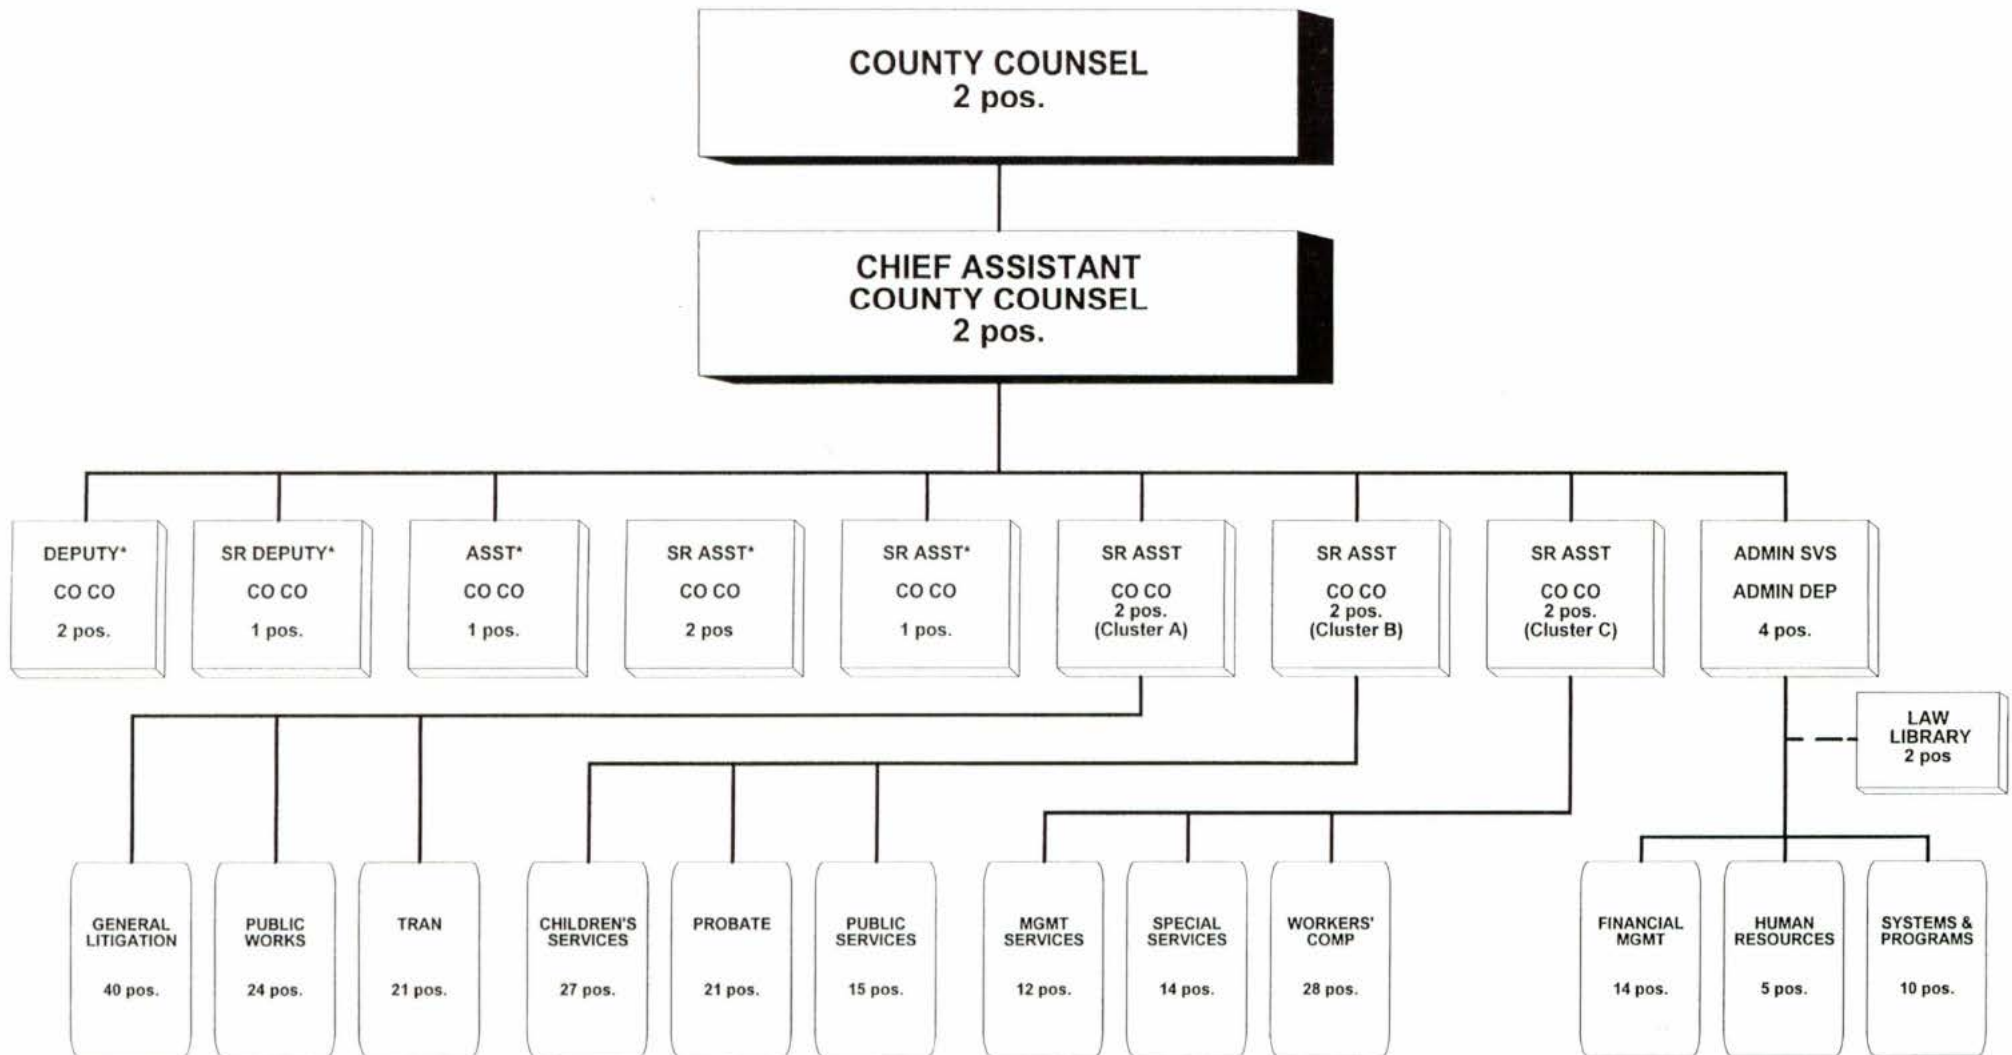 COUNTY COUNSEL
2 pos.
CHIEF ASSISTANT
COUNTY COUNSEL
2 pos.
DEPUTY*
CO CO
2 pos.
SR DEPUTY*
CO CO
1 pos.
ASST*
CO CO
1 pos.
SR ASST*
CO CO
2 pos
SR ASST*
CO CO
1 pos.
SR ASST
CO CO
2 pos.
(Cluster A)
SR ASST
CO CO
2 pos.
(Cluster B)
SR ASST
CO CO
2 pos.
(Cluster C)
ADMIN SVS
ADMIN DEP
4 pos.
LAW
LIBRARY
2 pos
GENERAL
LITIGATION
40 pos.
PUBLIC
WORKS
24 pos.
TRAN
21 pos.
CHILDREN'S
SERVICES
27 pos.
PROBATE
21 pos.
PUBLIC
SERVICES
15 pos.
MGMT
SERVICES
12 pos.
SPECIAL
SERVICES
14 pos.
WORKERS'
COMP
28 pos.
FINANCIAL
MGMT
14 pos.
HUMAN
RESOURCES
5 pos.
SYSTEMS &
PROGRAMS
10 pos.